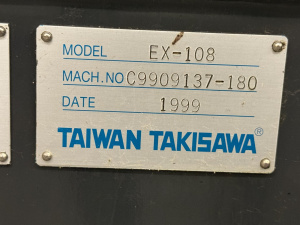 MODEL EX-108
MACH.NO C9909137-180
DATE 1999
TAIWAN TAKISAWA®